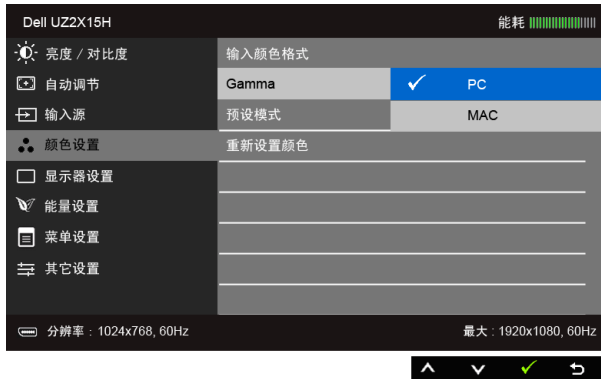 Dell UZ2X15H
能耗
亮度 / 对比度
输入颜色格式
自动调节
Gamma
PC
输入源
预设模式
MAC
颜色设置
重新设置颜色
显示器设置
能量设置
菜单设置
其它设置
分辨率：1024x768, 60Hz
最大：1920x1080, 60Hz